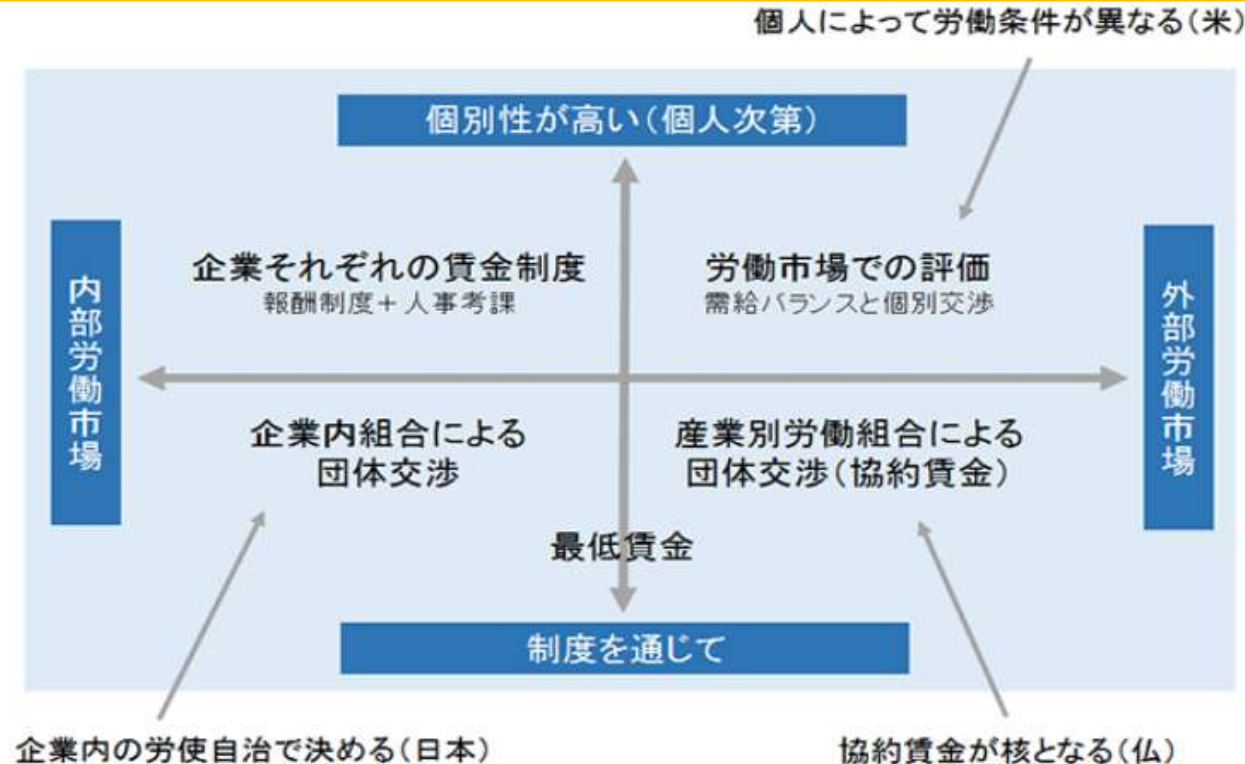 個人によって労働条件が異なる(米)
個別性が高い(個人次第)
内部労働市場
企業それぞれの賃金制度
報酬制度+人事考課
労働市場での評価
需給バランスと個別交渉
外部労働市場
企業内組合による
団体交渉
産業別労働組合による
団体交渉(協約賃金)
最低賃金
制度を通じて
企業内の労使自治で決める(日本)
協約賃金が核となる(仏)